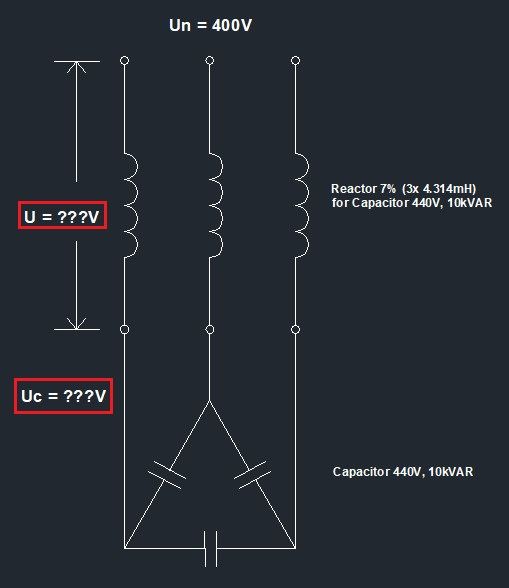 Un = 400V
Reactor 7% (3x 4.314mH)
for Capacitor 440V, 10kVAR
U = ???V
Uc = ???V
Capacitor 440V, 10kVAR